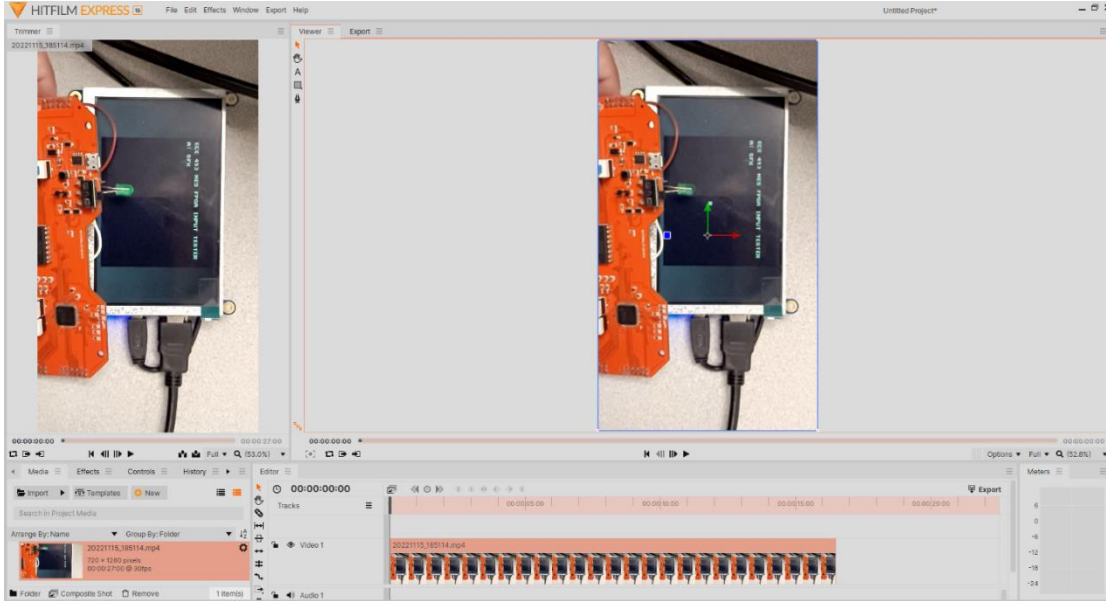 HITFILM EXPRESS
File Edit Effects Window Export Help
Untitled Project*
Trimmer
Viewer
Export
20221115_185114.mp4
ECE 453 NES FPGA INPUT TESTER
00:00:00:00
00:00:27:00
Full
(53.0%)
00:00:00:00
00:00:00:00
Options
Full
(52.8%)
Media
Effects
Controls
History
Editor
Meters
Import
Templates
New
00:00:00:00
Export
Search in Project Media
Tracks
00:00:05:00
00:00:10:00
00:00:15:00
00:00:20:00
Arrange By: Name
Group By: Folder
20221115_185114.mp4
720 × 1280 pixels
00:00:27:00 @ 30fps
Video 1
20221115_185114.mp4
6
0
-6
-12
-18
-24
Folder
Composite Shot
Remove
1 item(s)
Audio 1